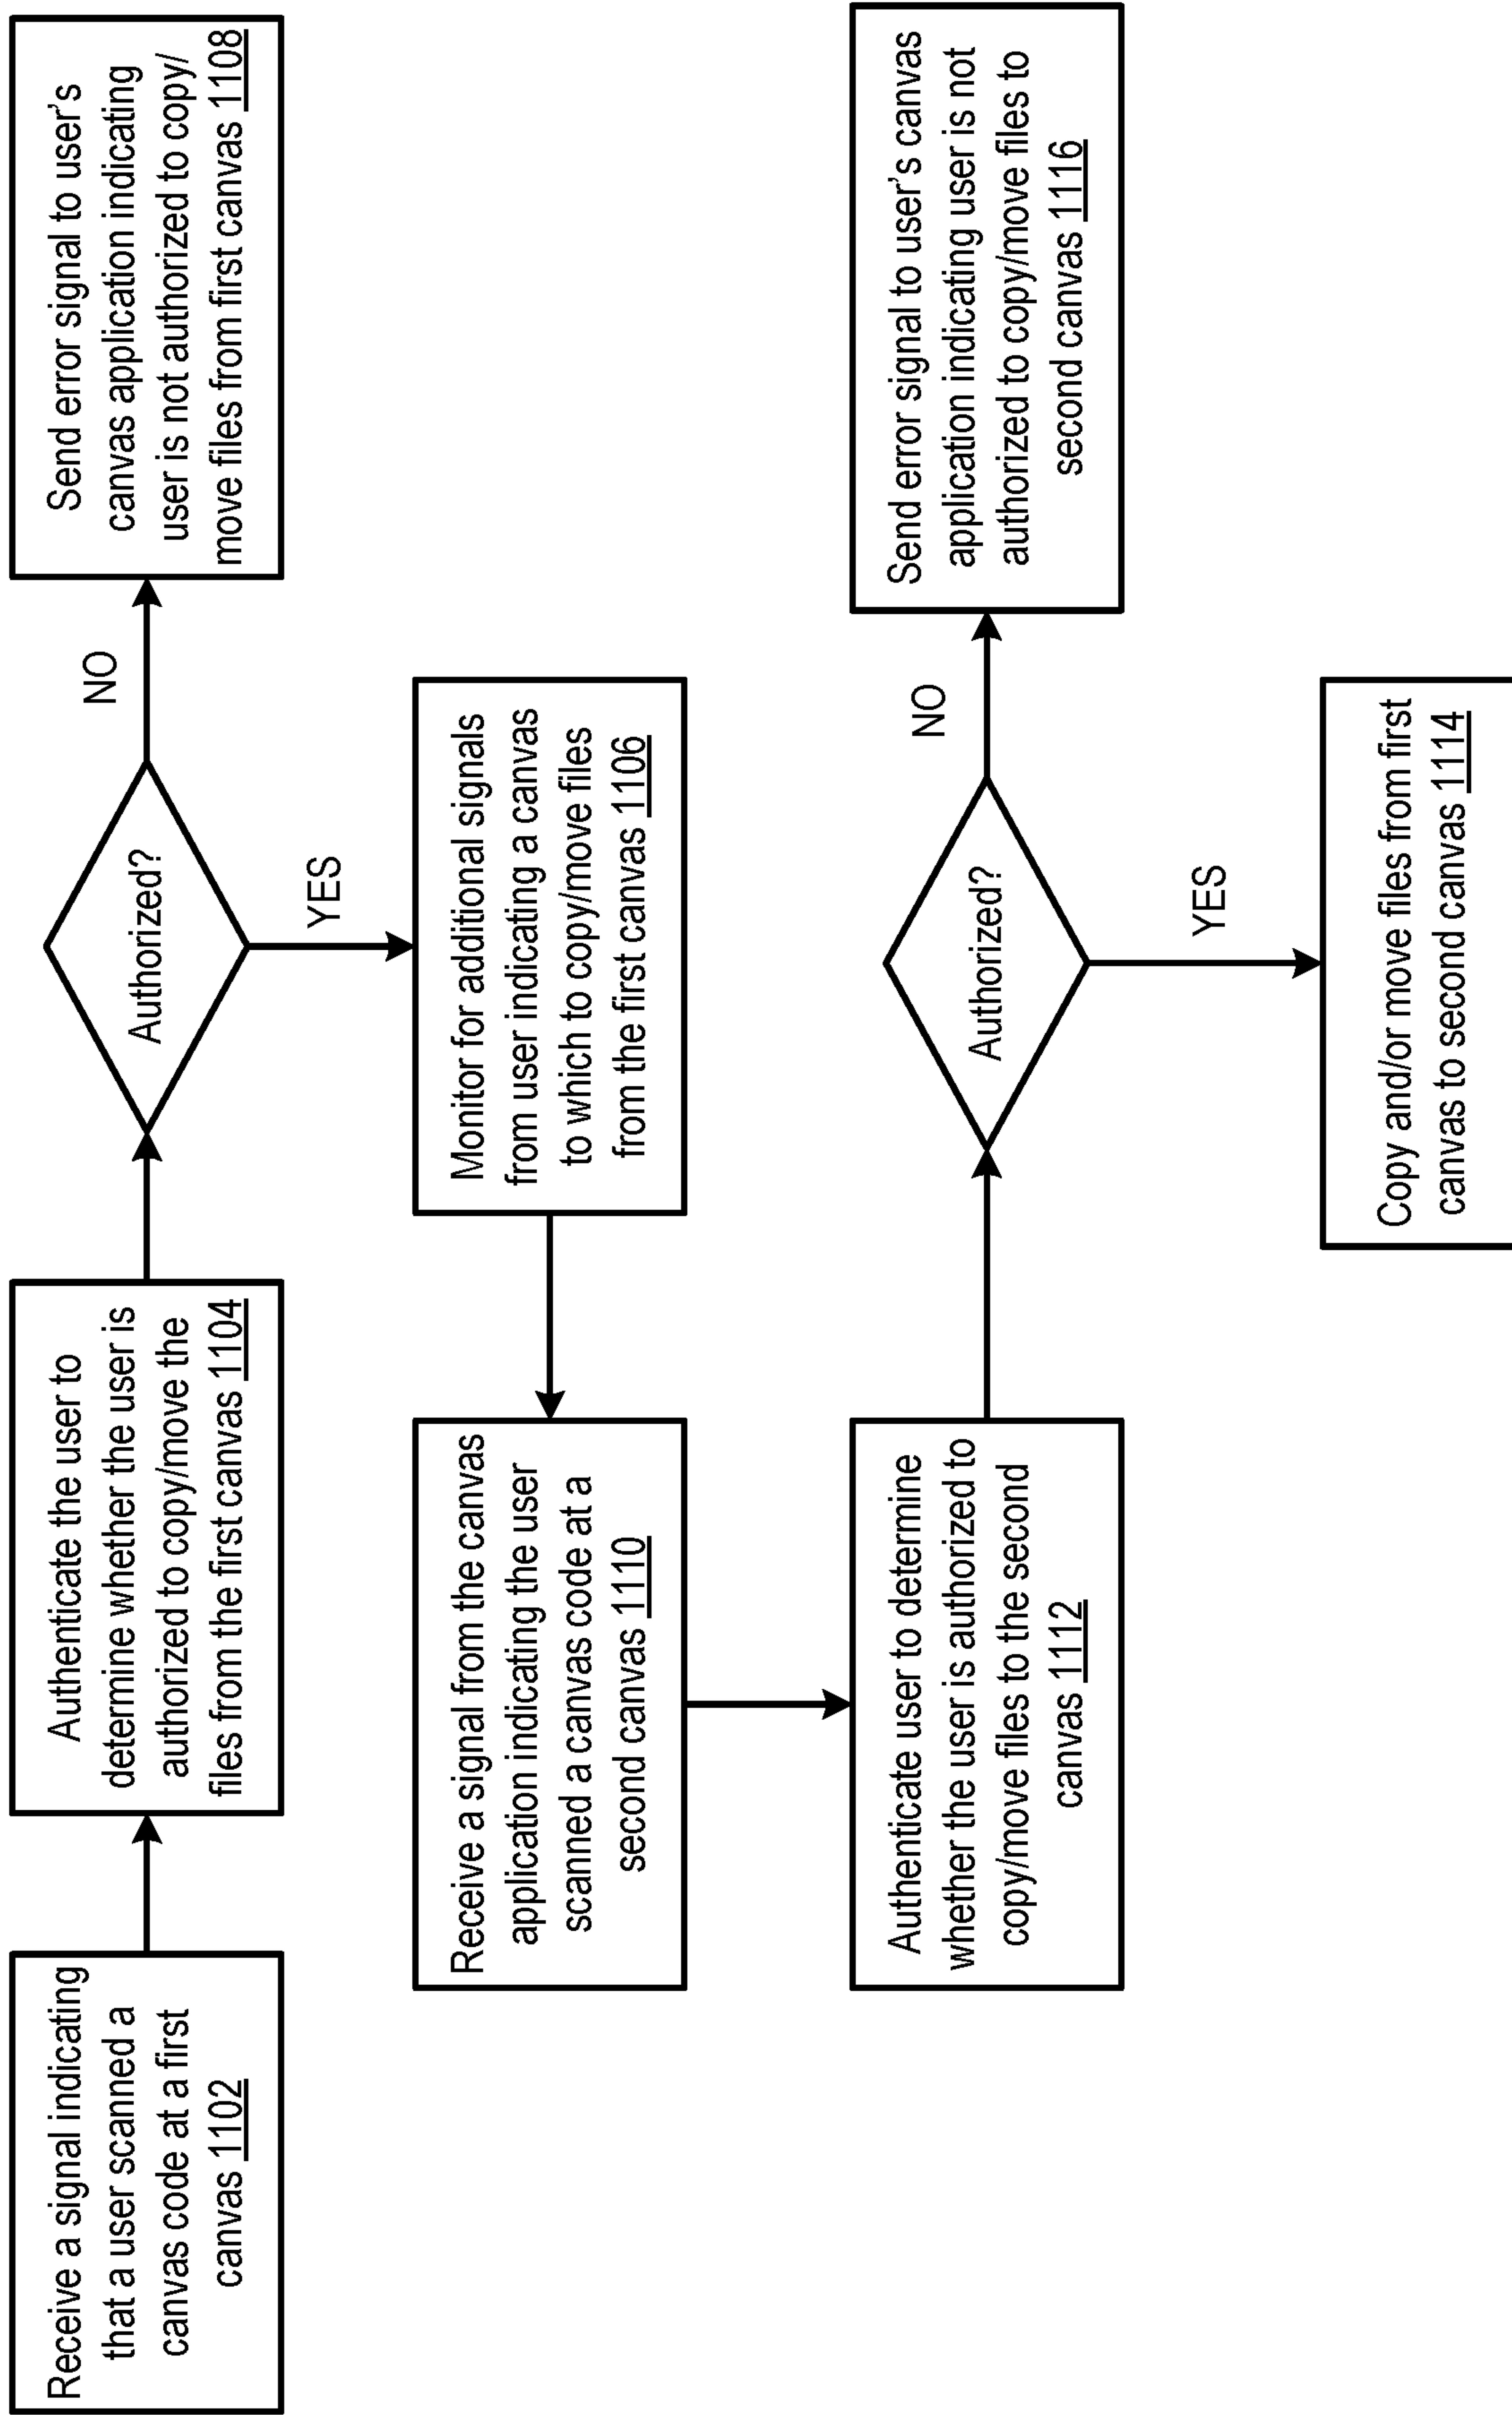 Receive a signal indicating
that a user scanned a
canvas code at a first
canvas 1102
Authenticate the user to
determine whether the user is
authorized to copy/move the
files from the first canvas 1104
Authorized?
NO
Send error signal to user's
canvas application indicating
user is not authorized to copy/
move files from first canvas 1108
YES
Monitor for additional signals
from user indicating a canvas
to which to copy/move files
from the first canvas 1106
Receive a signal from the canvas
application indicating the user
scanned a canvas code at a
second canvas 1110
Authenticate user to determine
whether the user is authorized to
copy/move files to the second
canvas 1112
Authorized?
NO
Send error signal to user's canvas
application indicating user is not
authorized to copy/move files to
second canvas 1116
YES
Copy and/or move files from first
canvas to second canvas 1114